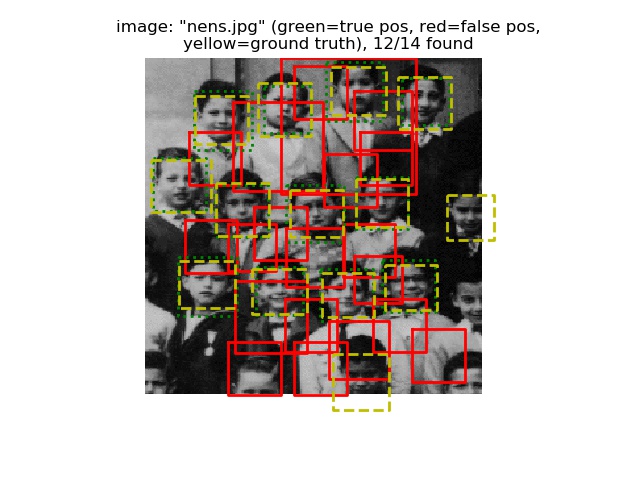 image: "nens.jpg" (green=true pos, red=false pos,
yellow=ground truth), 12/14 found